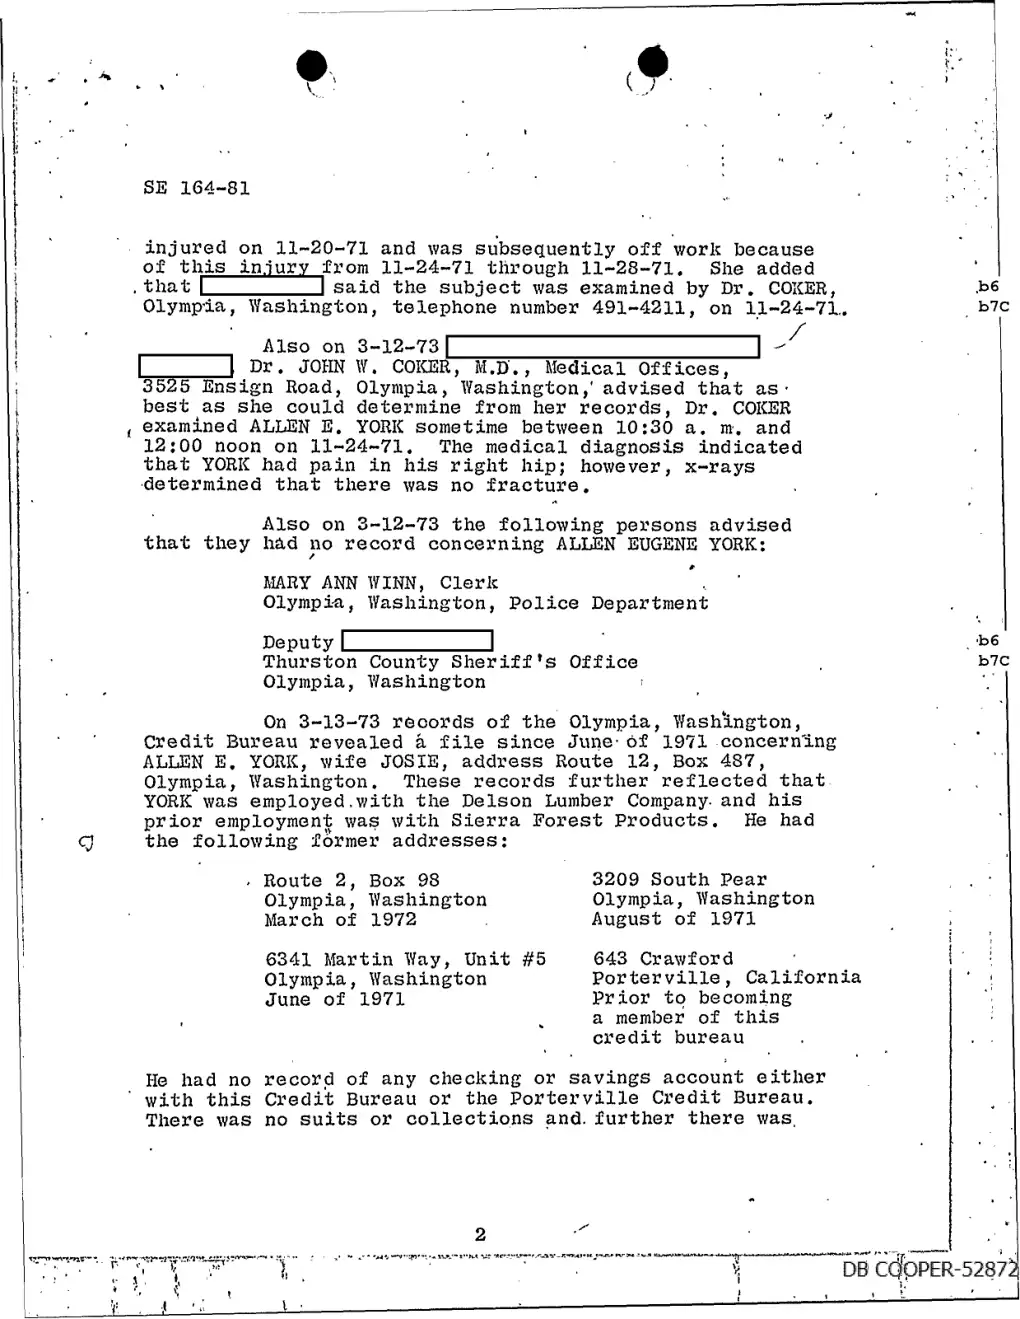 SE 164-81
injured on 11-20-71 and was subsequently off work because
of this injury from 11-24-71 through 11-28-71. She added
that said the subject was examined by Dr. COKER,
b6
Olympia, Washington, telephone number 491-4211, on 11-24-71.
b7C
Also on 3-12-73
Dr. JOHN W. COKER, M.D., Medical Offices,
3525 Ensign Road, Olympia, Washington, advised that as
best as she could determine from her records, Dr. COKER
examined ALLEN E. YORK sometime between 10:30 a. m. and
12:00 noon on 11-24-71. The medical diagnosis indicated
that YORK had pain in his right hip; however, x-rays
determined that there was no fracture.
Also on 3-12-73 the following persons advised
that they had no record concerning ALLEN EUGENE YORK:
MARY ANN WINN, Clerk
Olympia, Washington, Police Department
Deputy
b6
Thurston County Sheriff's Office
b7C
Olympia, Washington
On 3-13-73 records of the Olympia, Washington,
Credit Bureau revealed a file since June of 1971 concerning
ALLEN E. YORK, wife JOSIE, address Route 12, Box 487,
Olympia, Washington. These records further reflected that
YORK was employed with the Delson Lumber Company and his
prior employment was with Sierra Forest Products. He had
the following former addresses:
Route 2, Box 98
Olympia, Washington
March of 1972
3209 South Pear
Olympia, Washington
August of 1971
6341 Martin Way, Unit #5
Olympia, Washington
June of 1971
643 Crawford
Porterville, California
Prior to becoming
a member of this
credit bureau
He had no record of any checking or savings account either
with this Credit Bureau or the Porterville Credit Bureau.
There was no suits or collections and further there was
2
DB COOPER-52872